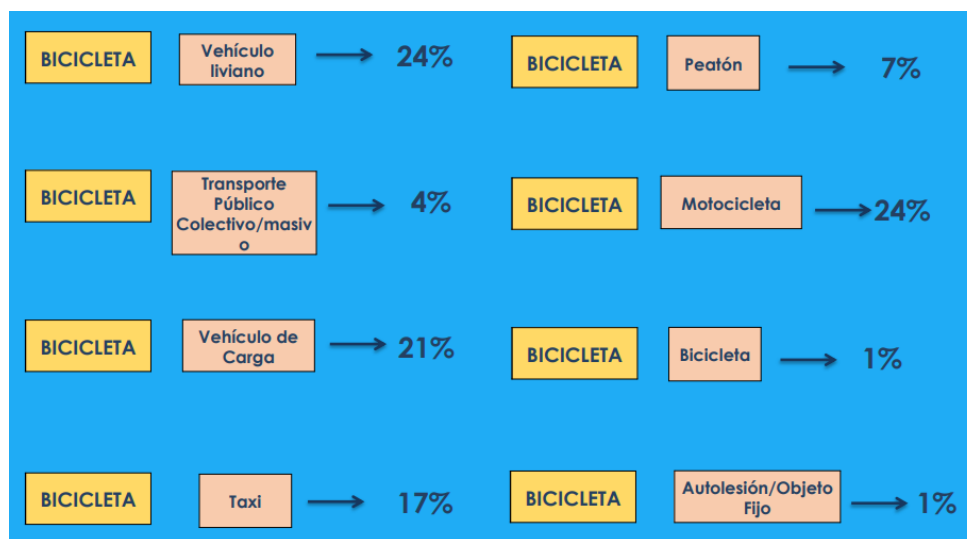 BICICLETA
Vehículo
liviano
24%
BICICLETA
Peatón
7%
BICICLETA
Transporte
Público
Colectivo/masiv
o
4%
BICICLETA
Motocicleta
24%
BICICLETA
Vehículo de
Carga
21%
BICICLETA
Bicicleta
1%
BICICLETA
Taxi
17%
BICICLETA
Autolesión/Objeto
Fijo
1%